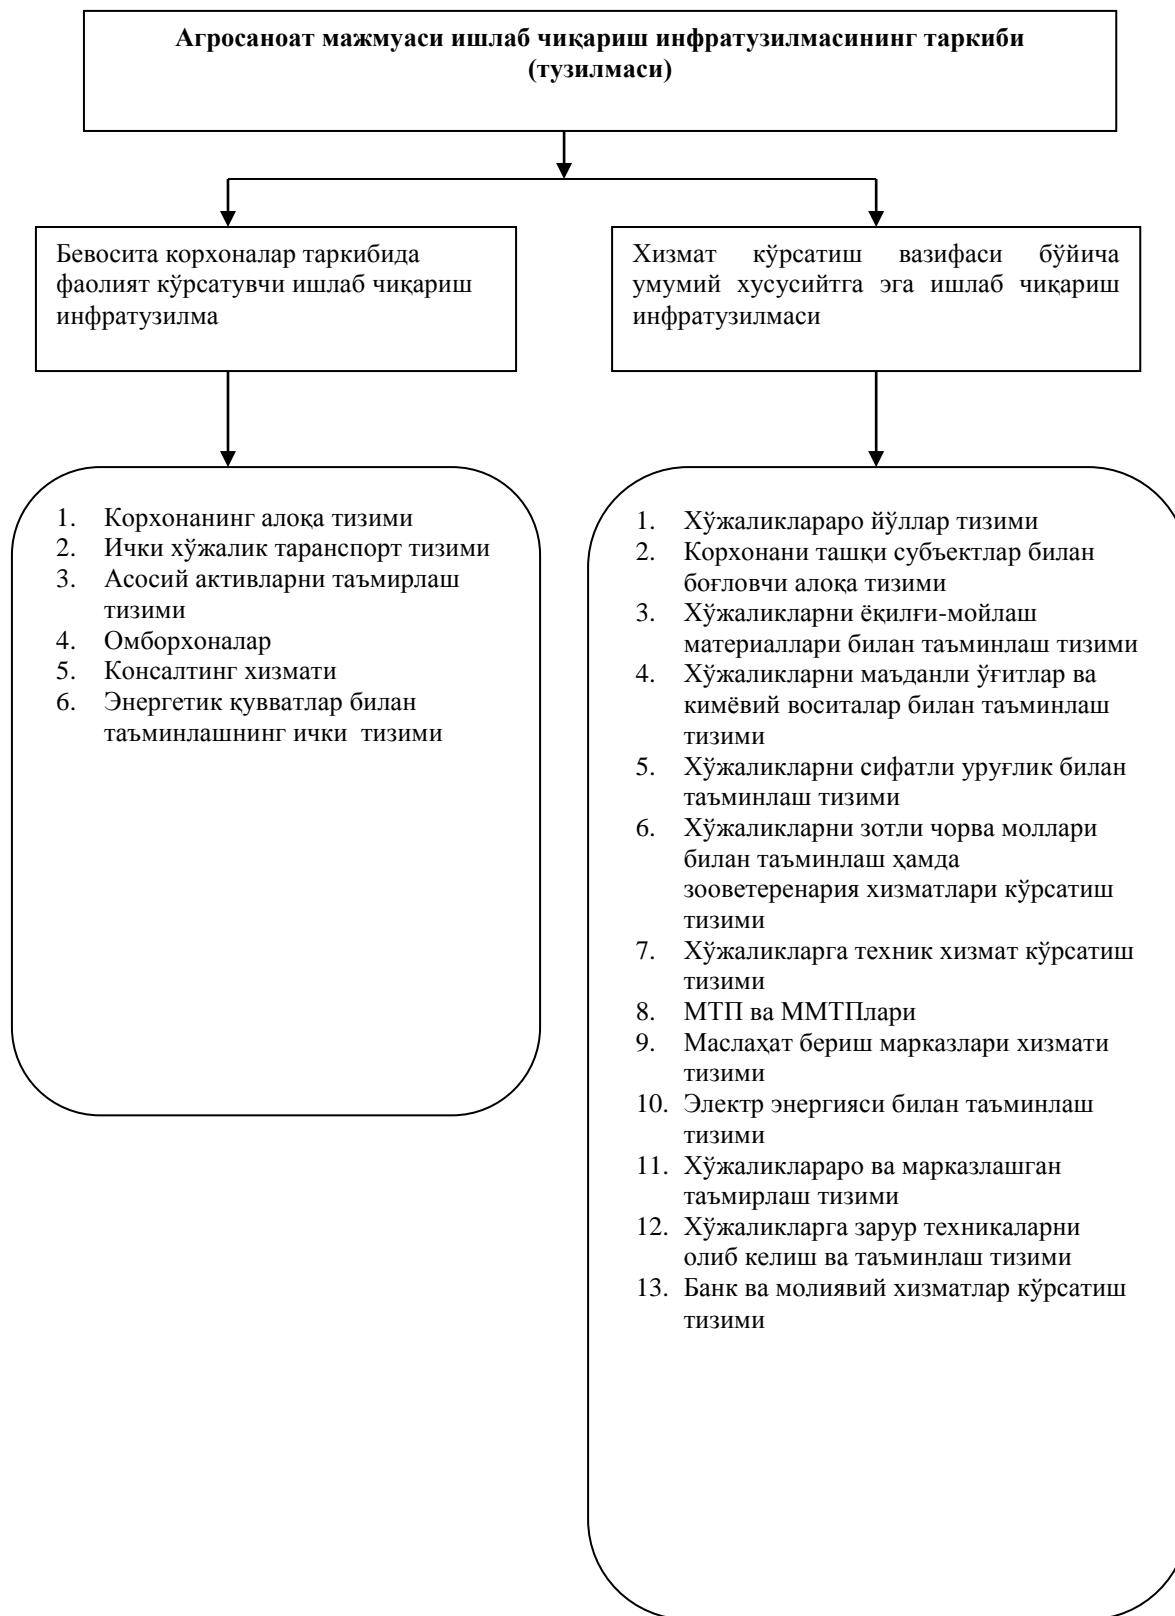 Агросаноат мажмуаси ишлаб чиқариш инфратузилмасининг таркиби
(тузилмаси)
Бевосита корхоналар таркибида
фаолият кўрсатувчи ишлаб чиқариш
инфратузилма
Хизмат кўрсатиш вазифаси бўйича
умумий хусусийтга эга ишлаб чиқариш
инфратузилмаси
1. Корхонанинг алоқа тизими
2. Ички хўжалик таранспорт тизими
3. Асосий активларни таъмирлаш
тизими
4. Омборхоналар
5. Консалтинг хизмати
6. Энергетик қувватлар билан
таъминлашнинг ички тизими
1. Хўжаликлараро йўллар тизими
2. Корхонани ташқи субъектлар билан
боғловчи алоқа тизими
3. Хўжаликларни ёқилғи-мойлаш
материаллари билан таъминлаш тизими
4. Хўжаликларни маъданли ўғитлар ва
кимёвий воситалар билан таъминлаш
тизими
5. Хўжаликларни сифатли уруғлик билан
таъминлаш тизими
6. Хўжаликларни зотли чорва моллари
билан таъминлаш ҳамда
зооветеренария хизматлари кўрсатиш
тизими
7. Хўжаликларга техник хизмат кўрсатиш
тизими
8. МТП ва ММТПлари
9. Маслаҳат бериш марказлари хизмати
тизими
10. Электр энергияси билан таъминлаш
тизими
11. Хўжаликлараро ва марказлашган
таъмирлаш тизими
12. Хўжаликларга зарур техникаларни
олиб келиш ва таъминлаш тизими
13. Банк ва молиявий хизматлар кўрсатиш
тизими